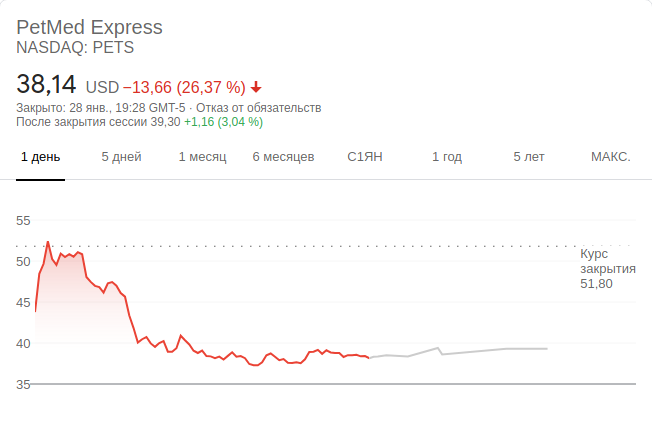 PetMed Express
NASDAQ: PETS
38,14 USD −13,66 (26,37 %)
Закрыто: 28 янв., 19:28 GMT-5 · Отказ от обязательств
После закрытия сессии 39,30 +1,16 (3,04 %)
1 день 5 дней 1 месяц 6 месяцев С1ЯН 1 год 5 лет МАКС.
55
50
45
40
35
Курс
закрытия
51,80